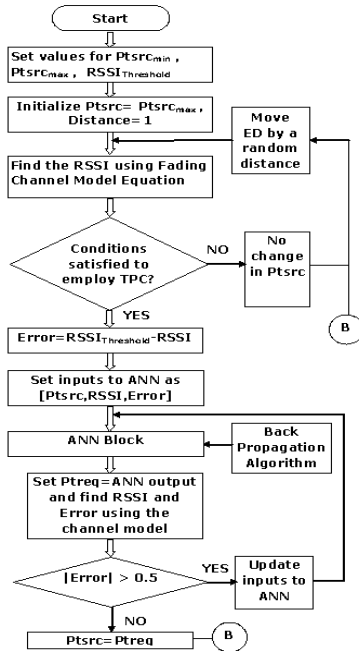 Start
Set values for Ptsrcmin ,
Ptsrcmax , RSSIThreshold
Initialize Ptsrc= Ptsrcmax ,
Distance=1
Move
ED by a
random
distance
Find the RSSI using Fading
Channel Model Equation
Conditions
satisfied to
employ TPC?
NO
No
change
in Ptsrc
B
YES
Error=RSSIThreshold-RSSI
Set inputs to ANN as
[Ptsrc,RSSI,Error]
ANN Block
Back
Propagation
Algorithm
Set Ptreq=ANN output
and find RSSI and
Error using the
channel model
|Error| > 0.5
YES
Update
inputs to
ANN
NO
Ptsrc=Ptreq
B